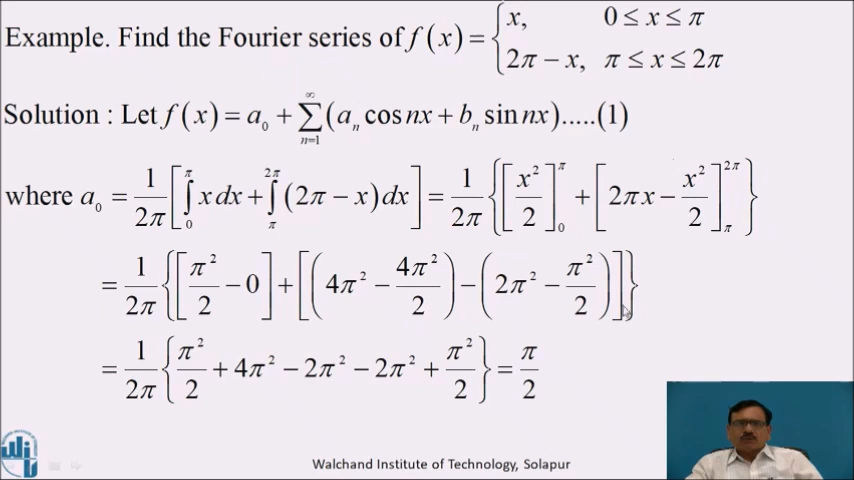 Example. Find the Fourier series of f(x) = { x, 0 ≤ x ≤ π
2π − x, π ≤ x ≤ 2π
Solution : Let f(x) = a₀ + ∑_{n=1}^{∞} (aₙ cos nx + bₙ sin nx).....(1)
where a₀ = 1/2π [ ∫_0^π x dx + ∫_π^{2π} (2π − x) dx ] = 1/2π { [x²/2]_0^π + [2πx − x²/2]_π^{2π} }
= 1/2π { [π²/2 − 0] + [(4π² − 4π²/2) − (2π² − π²/2)] }
= 1/2π { π²/2 + 4π² − 2π² − 2π² + π²/2 } = π/2
Walchand Institute of Technology, Solapur